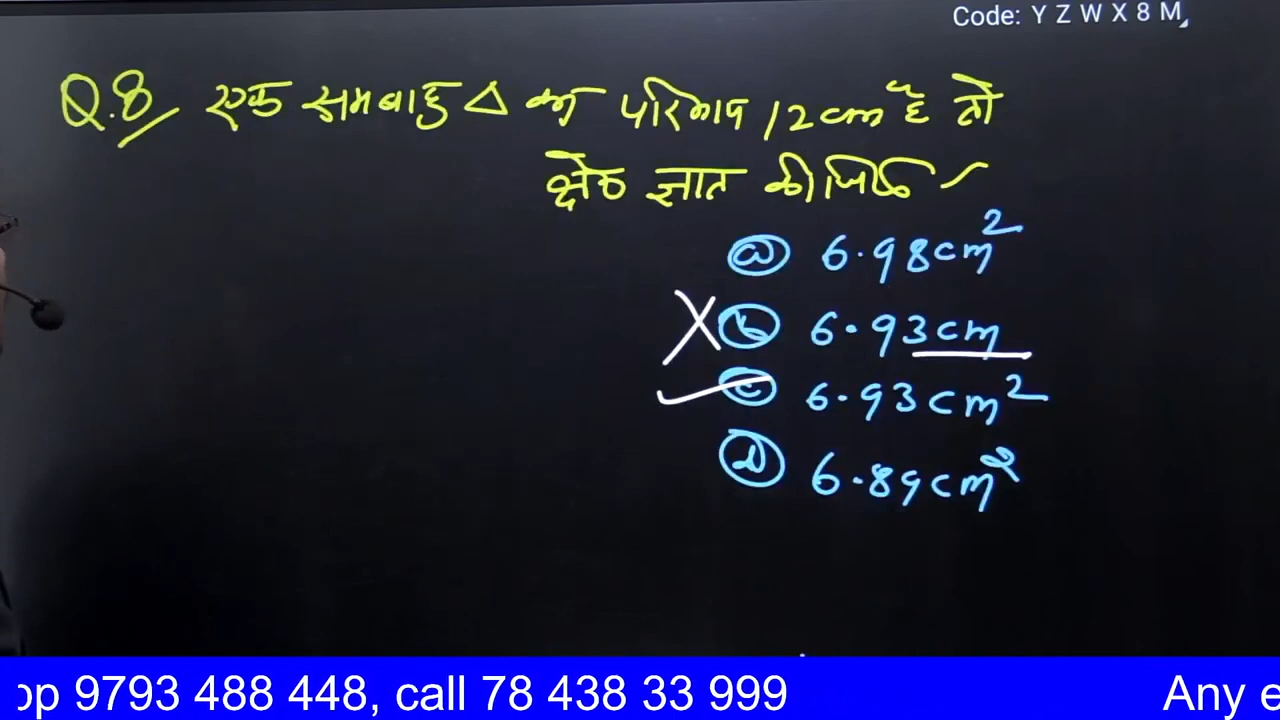 Code: Y Z W X 8 M
Q.8 एक समबाहु Δ का परिमाप 12cm² है तो
क्षेत्र ज्ञात कीजिए
(a) 6.98cm²
(b) 6.93cm
(c) 6.93cm²
(d) 6.89cm²
op 9793 488 448, call 78 438 33 999 Any e